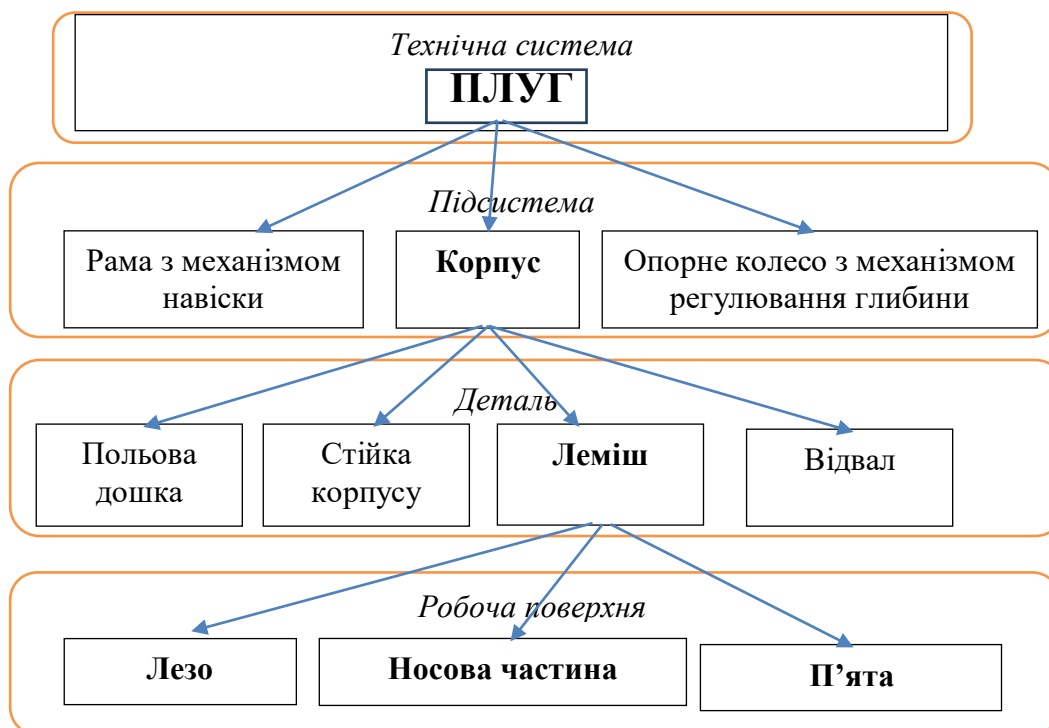 Технічна система
ПЛУГ
Підсистема
Рама з механізмом
навіски
Корпус
Опорне колесо з механізмом
регулювання глибини
Деталь
Польова
дошка
Стійка
корпусу
Леміш
Відвал
Робоча поверхня
Лезо
Носова частина
П’ята